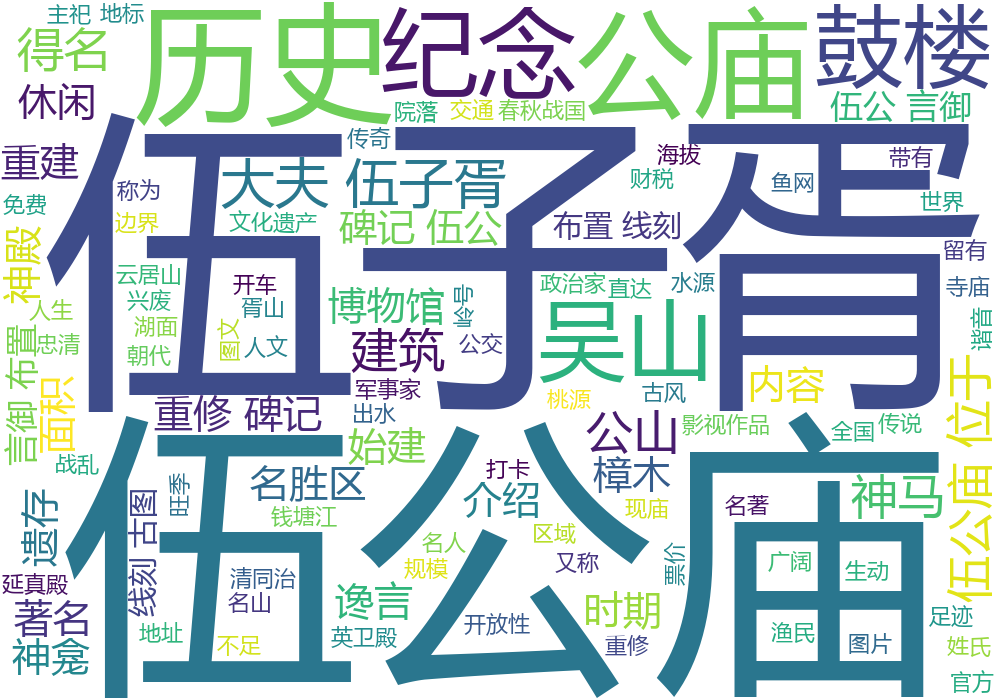 主祀 地标
得名
历史
纪念
公庙
鼓楼
休闲
院落
交通
春秋战国
伍公 言御
重建
传奇
伍子胥
海拔
带有
称为
大夫 伍子胥
财税
鱼网
世界
免费
边界
文化遗产
碑记 伍公
布置 线刻
留有
神殿
云居山
开车
政治家
直达
水源
寺庙
人生
兴废
胥山
博物馆
岭号
谐音
忠清
湖面
图文
人文
公交
吴山
朝代
建筑
言御 布置
面积
军事家
桃源
古风
内容
位于
重修 碑记
出水
公山
影视作品
全国
传说
伍公庙
始建
战乱
名胜区
打卡
樟木
介绍
神马
伍公庙
遗存
线刻 古图
旺季
钱塘江
名人
区域
现庙
名著
规模
又称
票价
广阔
生动
延真殿
清同治
谗言
时期
著名
名山
足迹
神龛
地址
不足
英卫殿
开放性
重修
渔民
图片
姓氏
官方